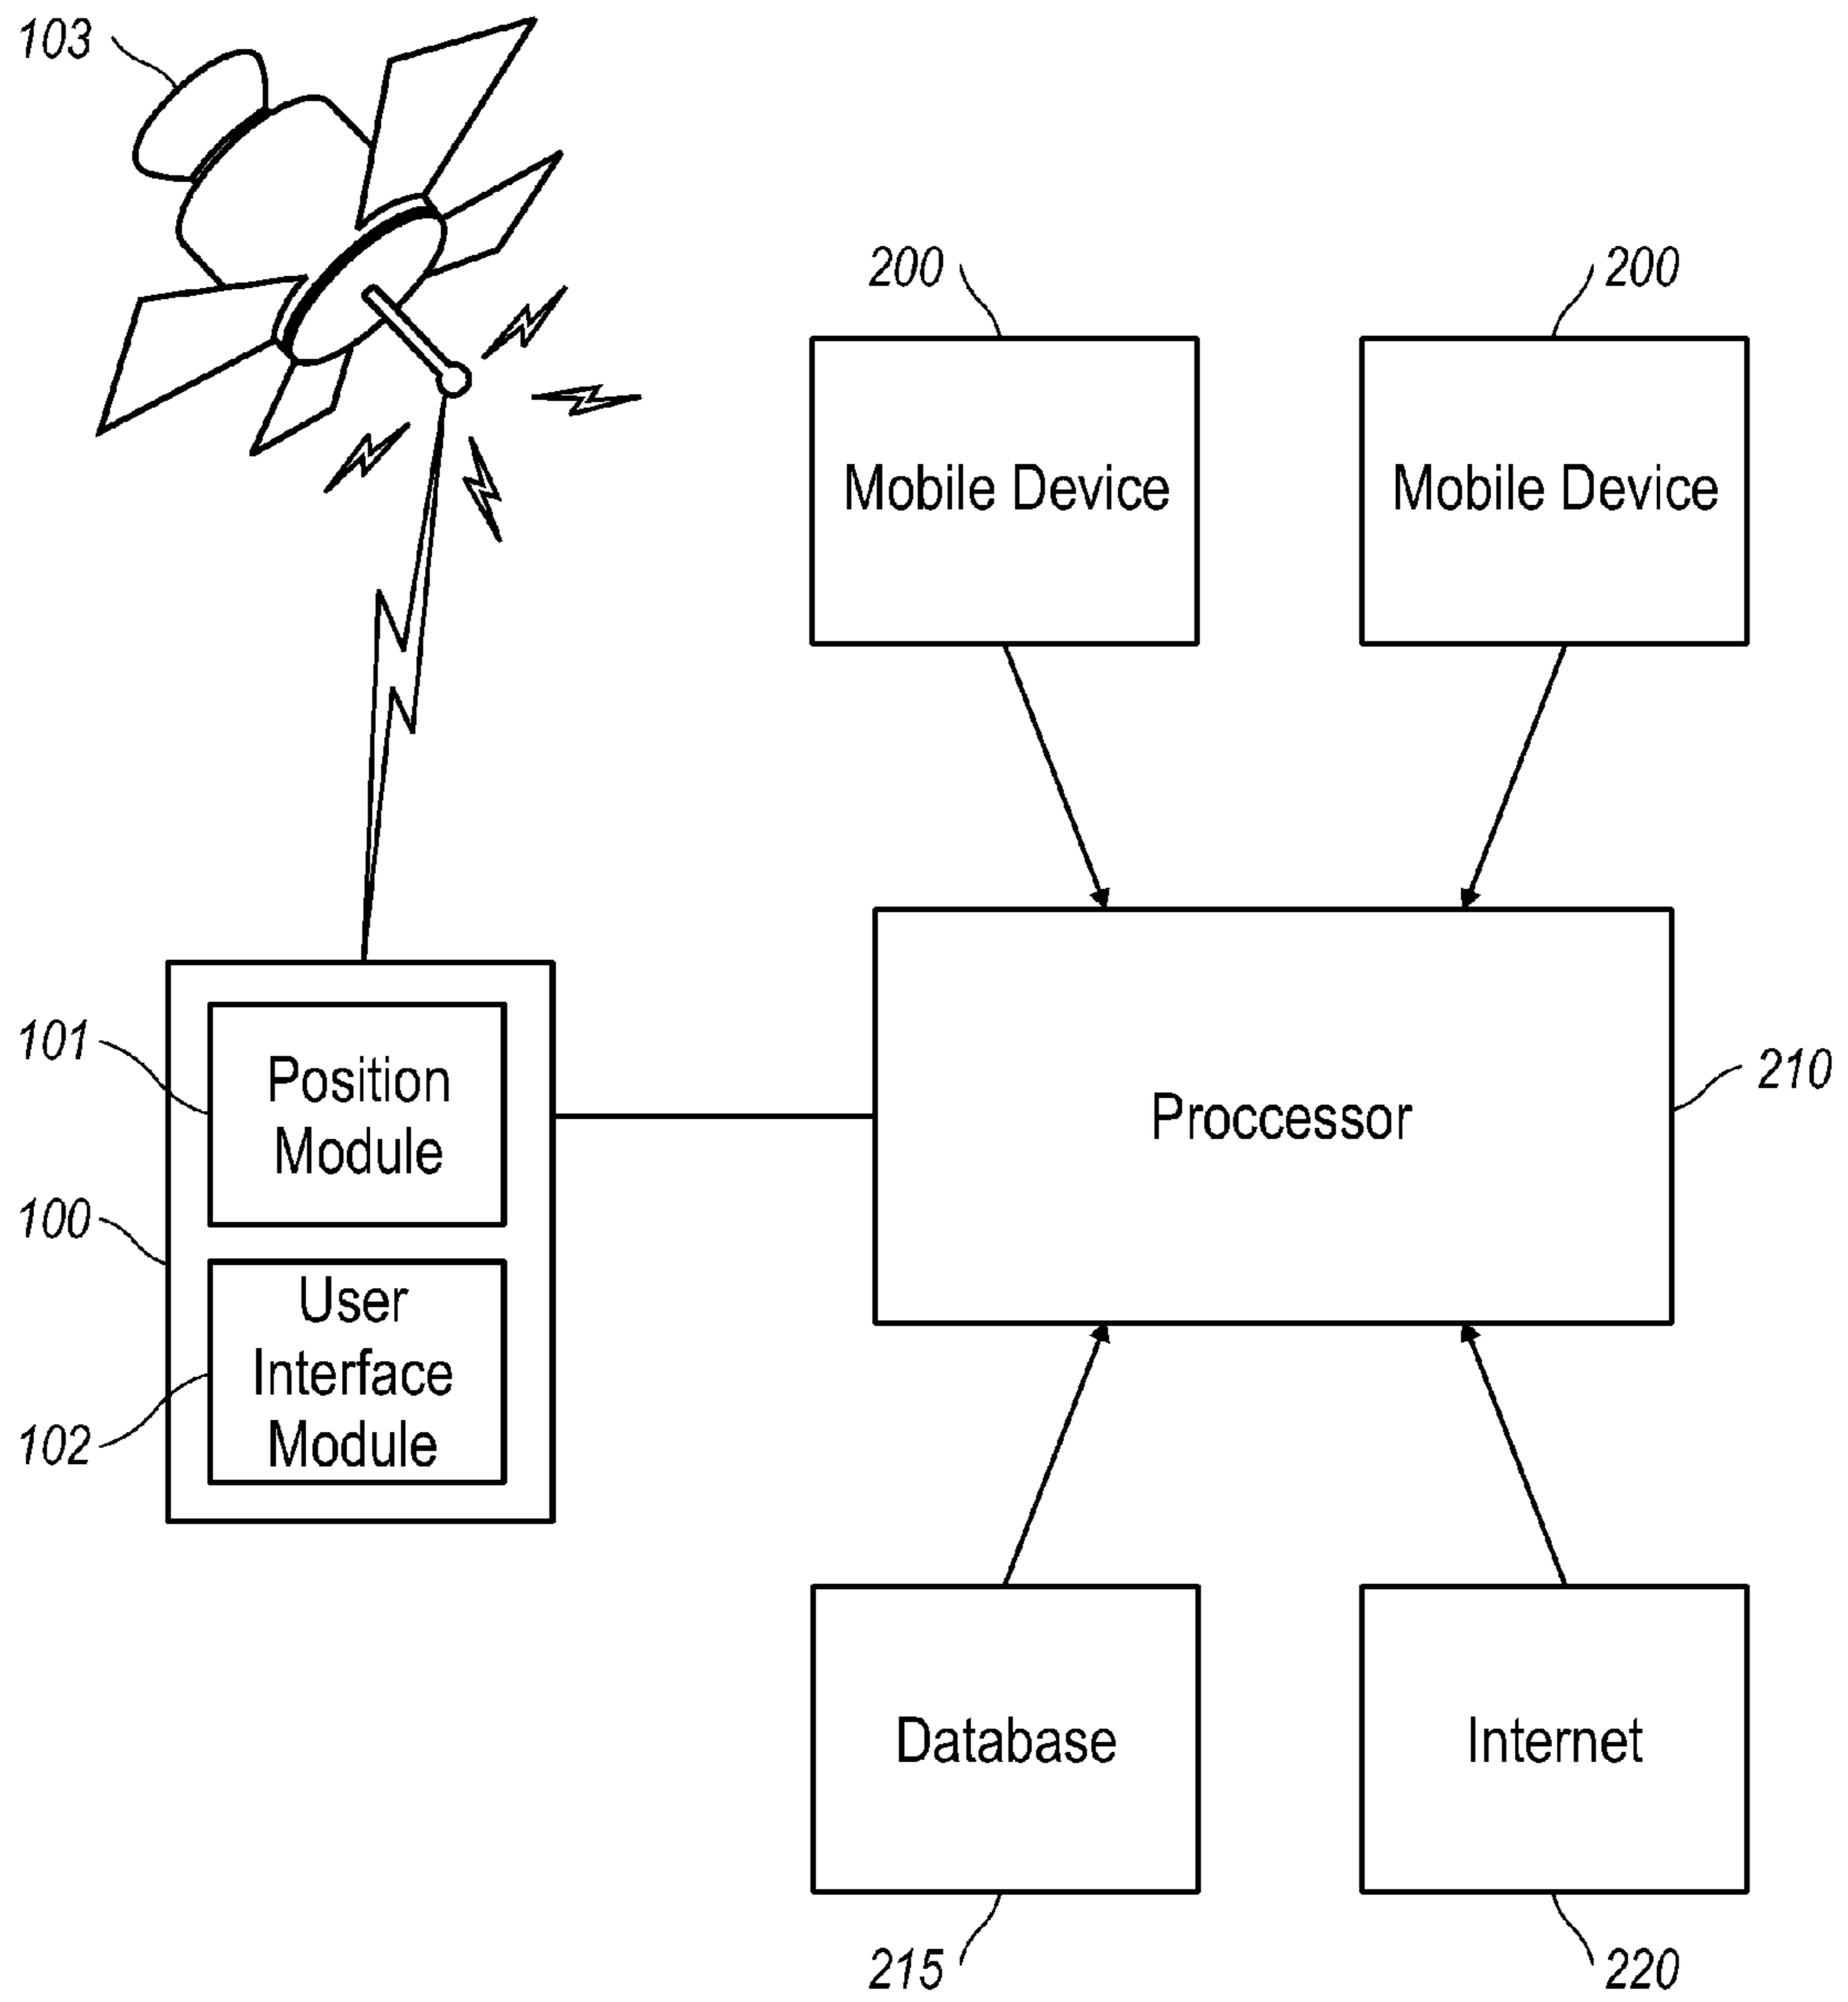 103
200
200
Mobile Device
Mobile Device
101
Position
Module
210
Proccessor
100
User
Interface
Module
102
Database
Internet
215
220